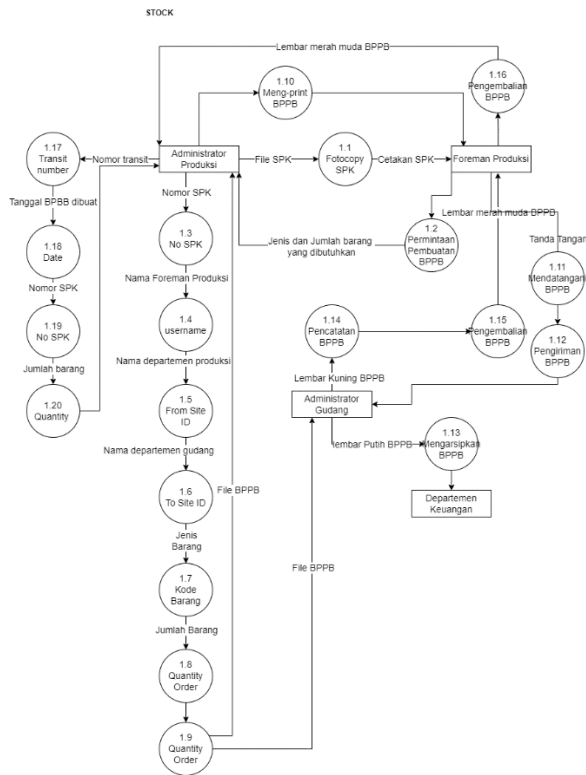 STOCK
Lembar merah muda BPPB
1.10
Meng-print
BPPB
1.16
Pengembalian
BPPB
1.17
Transit
number
Nomor transit
Administrator
Produksi
File SPK
1.1
Fotocopy
SPK
Cetakan SPK
Foreman Produksi
Nomor SPK
Tanggal BPBB dibuat
Lembar merah muda BPPB
1.3
No SPK
Jenis dan Jumlah barang
yang dibutuhkan
1.2
Permintaan
Pembuatan
BPPB
Tanda Tangan
1.18
Date
1.11
Mendatangani
BPPB
Nama Foreman Produksi
Nomor SPK
1.4
username
1.14
Pencatatan
BPPB
1.15
Pengembalian
BPPB
1.19
No SPK
1.12
Pengiriman
BPPB
Nama departemen produksi
Jumlah barang
Lembar Kuning BPPB
1.20
Quantity
1.5
From Site
ID
Administrator
Gudang
Nama departemen gudang
lembar Putih BPPB
1.13
Mengarsipkan
BPPB
1.6
To Site ID
File BPPB
Departemen
Keuangan
Jenis
Barang
File BPPB
1.7
Kode
Barang
Jumlah Barang
1.8
Quantity
Order
1.9
Quantity
Order